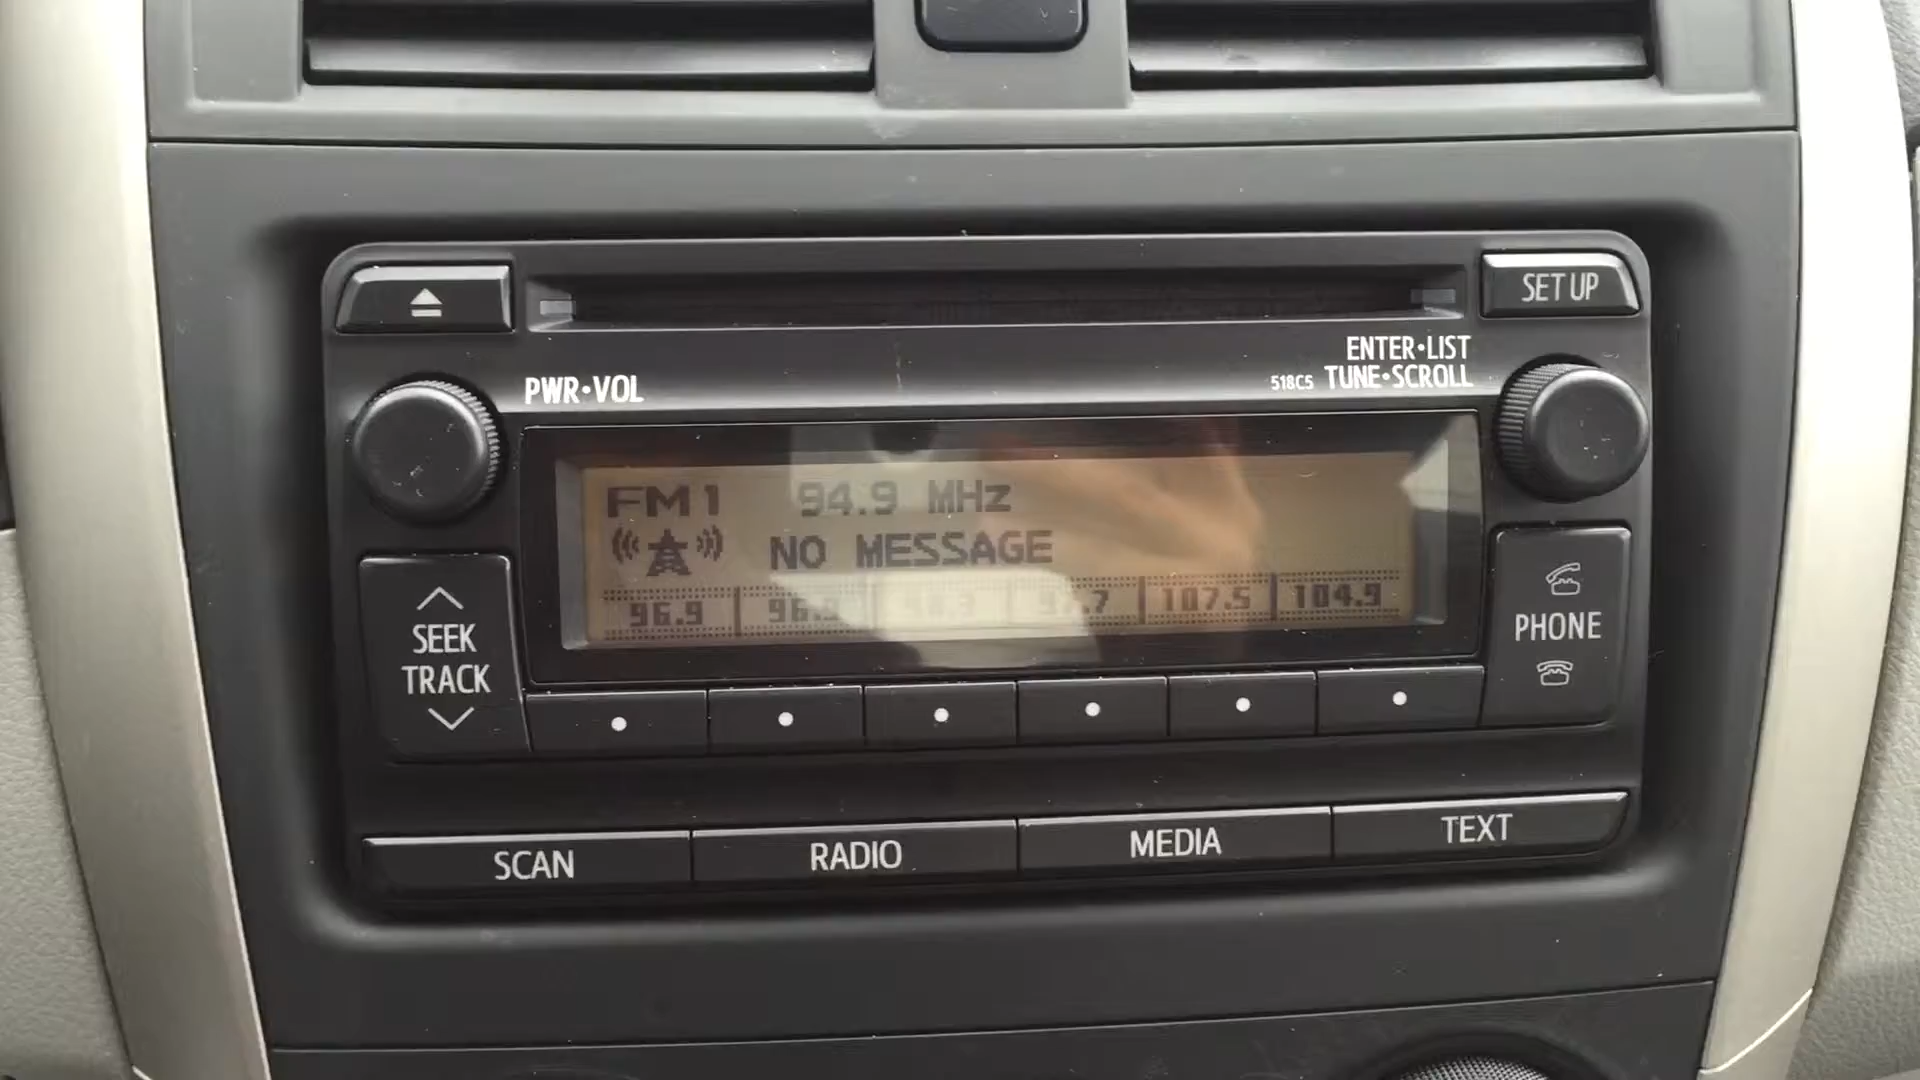 SET UP
ENTER•LIST
PWR•VOL
518C5 TUNE•SCROLL
FM1 94.9 MHz
NO MESSAGE
96.9 107.5 104.9
SEEK
TRACK
PHONE
SCAN RADIO MEDIA TEXT